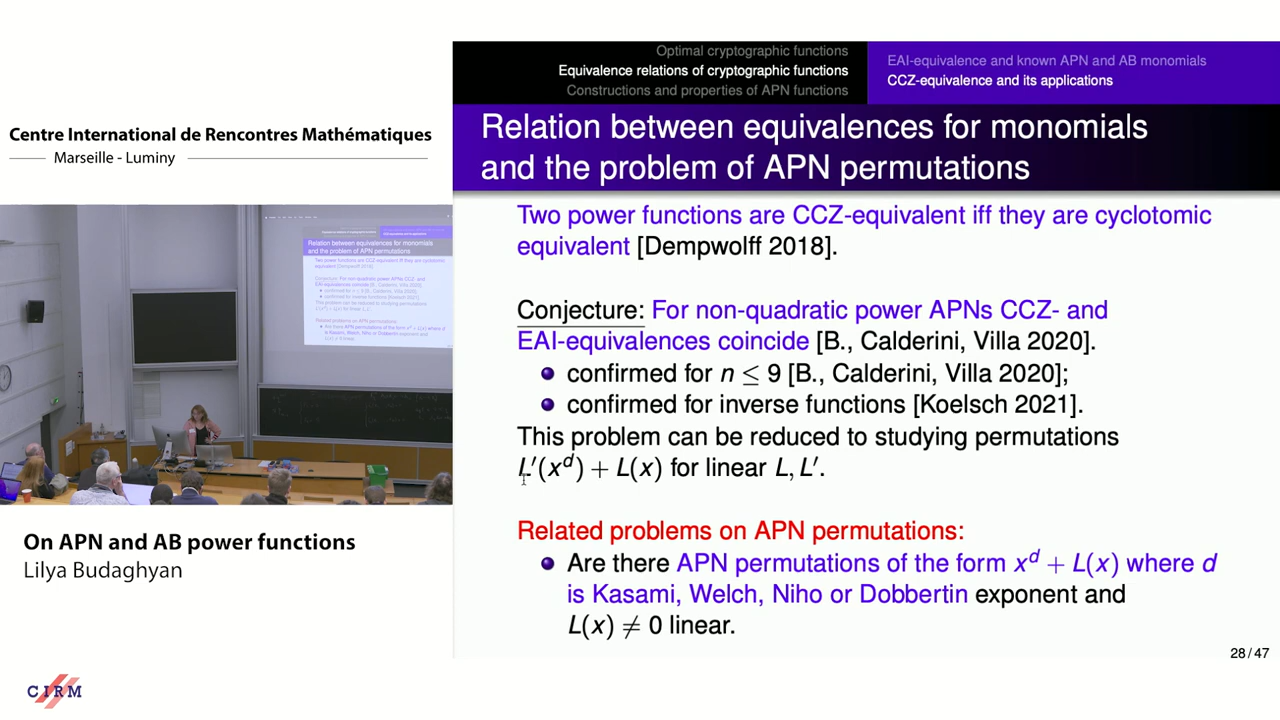 Optimal cryptographic functions
Equivalence relations of cryptographic functions
Constructions and properties of APN functions
EAI-equivalence and known APN and AB monomials
CCZ-equivalence and its applications
Centre International de Rencontres Mathématiques
Marseille - Luminy
Relation between equivalences for monomials
and the problem of APN permutations
Two power functions are CCZ-equivalent iff they are cyclotomic
equivalent [Dempwolff 2018].
Conjecture: For non-quadratic power APNs CCZ- and
EAI-equivalences coincide [B., Calderini, Villa 2020].
confirmed for n ≤ 9 [B., Calderini, Villa 2020];
confirmed for inverse functions [Koelsch 2021].
This problem can be reduced to studying permutations
L′(x^d) + L(x) for linear L, L′.
Related problems on APN permutations:
Are there APN permutations of the form x^d + L(x) where d
is Kasami, Welch, Niho or Dobbertin exponent and
L(x) ≠ 0 linear.
28 / 47
On APN and AB power functions
Lilya Budaghyan
CIRM